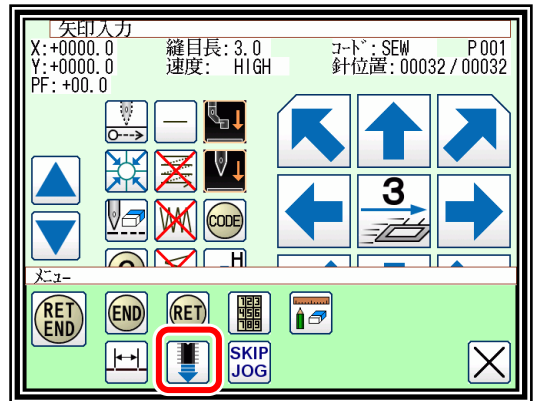 矢印入力
X:+0000.0 縫目長:3.0 コード:SEW P001
Y:+0000.0 速度: HIGH 針位置:00032/00032
PF:+00.0
CODE
3
H
メニュー
RET END
END
RET
123
456
789
SKIP
JOG